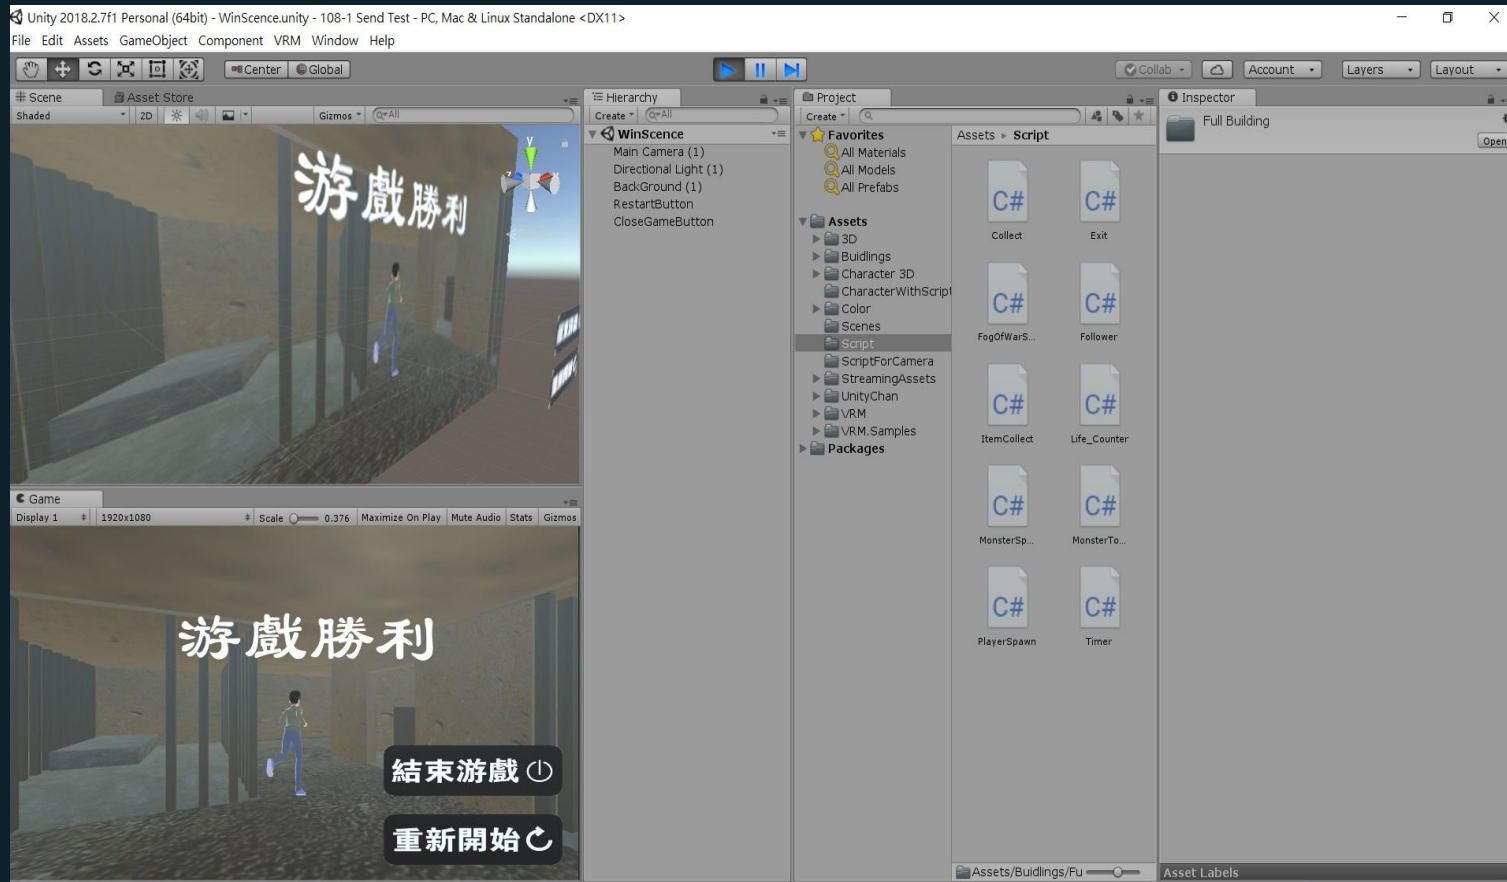 Unity 2018.2.7f1 Personal (64bit) - WinScence.unity - 108-1 Send Test - PC, Mac & Linux Standalone <DX11>
File Edit Assets GameObject Component VRM Window Help
Center Global
Collab Account Layers Layout
Scene Asset Store
Shaded 2D Gizmos All
游戲勝利
y
z
Game
Display 1 1920x1080 Scale 0.376 Maximize On Play Mute Audio Stats Gizmos
游戲勝利
結束游戲
重新開始
Hierarchy
Create All
WinScence
Main Camera (1)
Directional Light (1)
BackGround (1)
RestartButton
CloseGameButton
Project
Create
Favorites
All Materials
All Models
All Prefabs
Assets
3D
Buidlings
Character 3D
CharacterWithScript
Color
Scenes
Script
ScriptForCamera
StreamingAssets
UnityChan
VRM
VRM.Samples
Packages
Assets Script
C# C#
Collect Exit
C# C#
FogOfWarS... Follower
C# C#
ItemCollect Life_Counter
C# C#
MonsterSp... MonsterTo...
C# C#
PlayerSpawn Timer
Assets/Buidlings/Fu
Inspector
Full Building
Open
Asset Labels